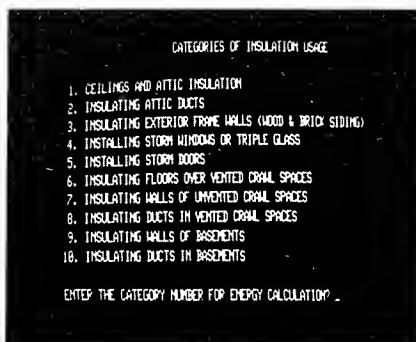 CATEGORIES OF INSULATION USAGE
1. CEILINGS AND ATTIC INSULATION
2. INSULATING ATTIC DUCTS
3. INSULATING EXTERIOR FRAME WALLS (WOOD & BRICK SIDING)
4. INSTALLING STORM WINDOWS OR TRIPLE GLASS
5. INSTALLING STORM DOORS
6. INSULATING FLOORS OVER VENTED CRAWL SPACES
7. INSULATING WALLS OF UNVENTED CRAWL SPACES
8. INSULATING DUCTS IN VENTED CRAWL SPACES
9. INSULATING WALLS OF BASEMENTS
10. INSULATING DUCTS IN BASEMENTS
ENTER THE CATEGORY NUMBER FOR ENERGY CALCULATION? _